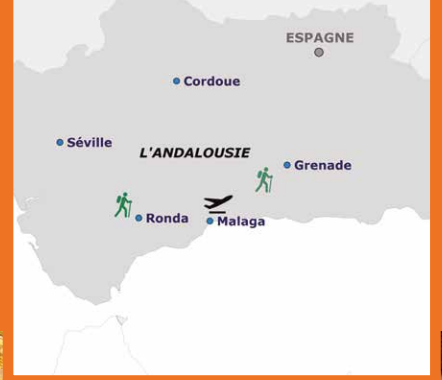 ESPAGNE
Cordoue
Séville
L'ANDALOUSIE
Grenade
Ronda
Malaga